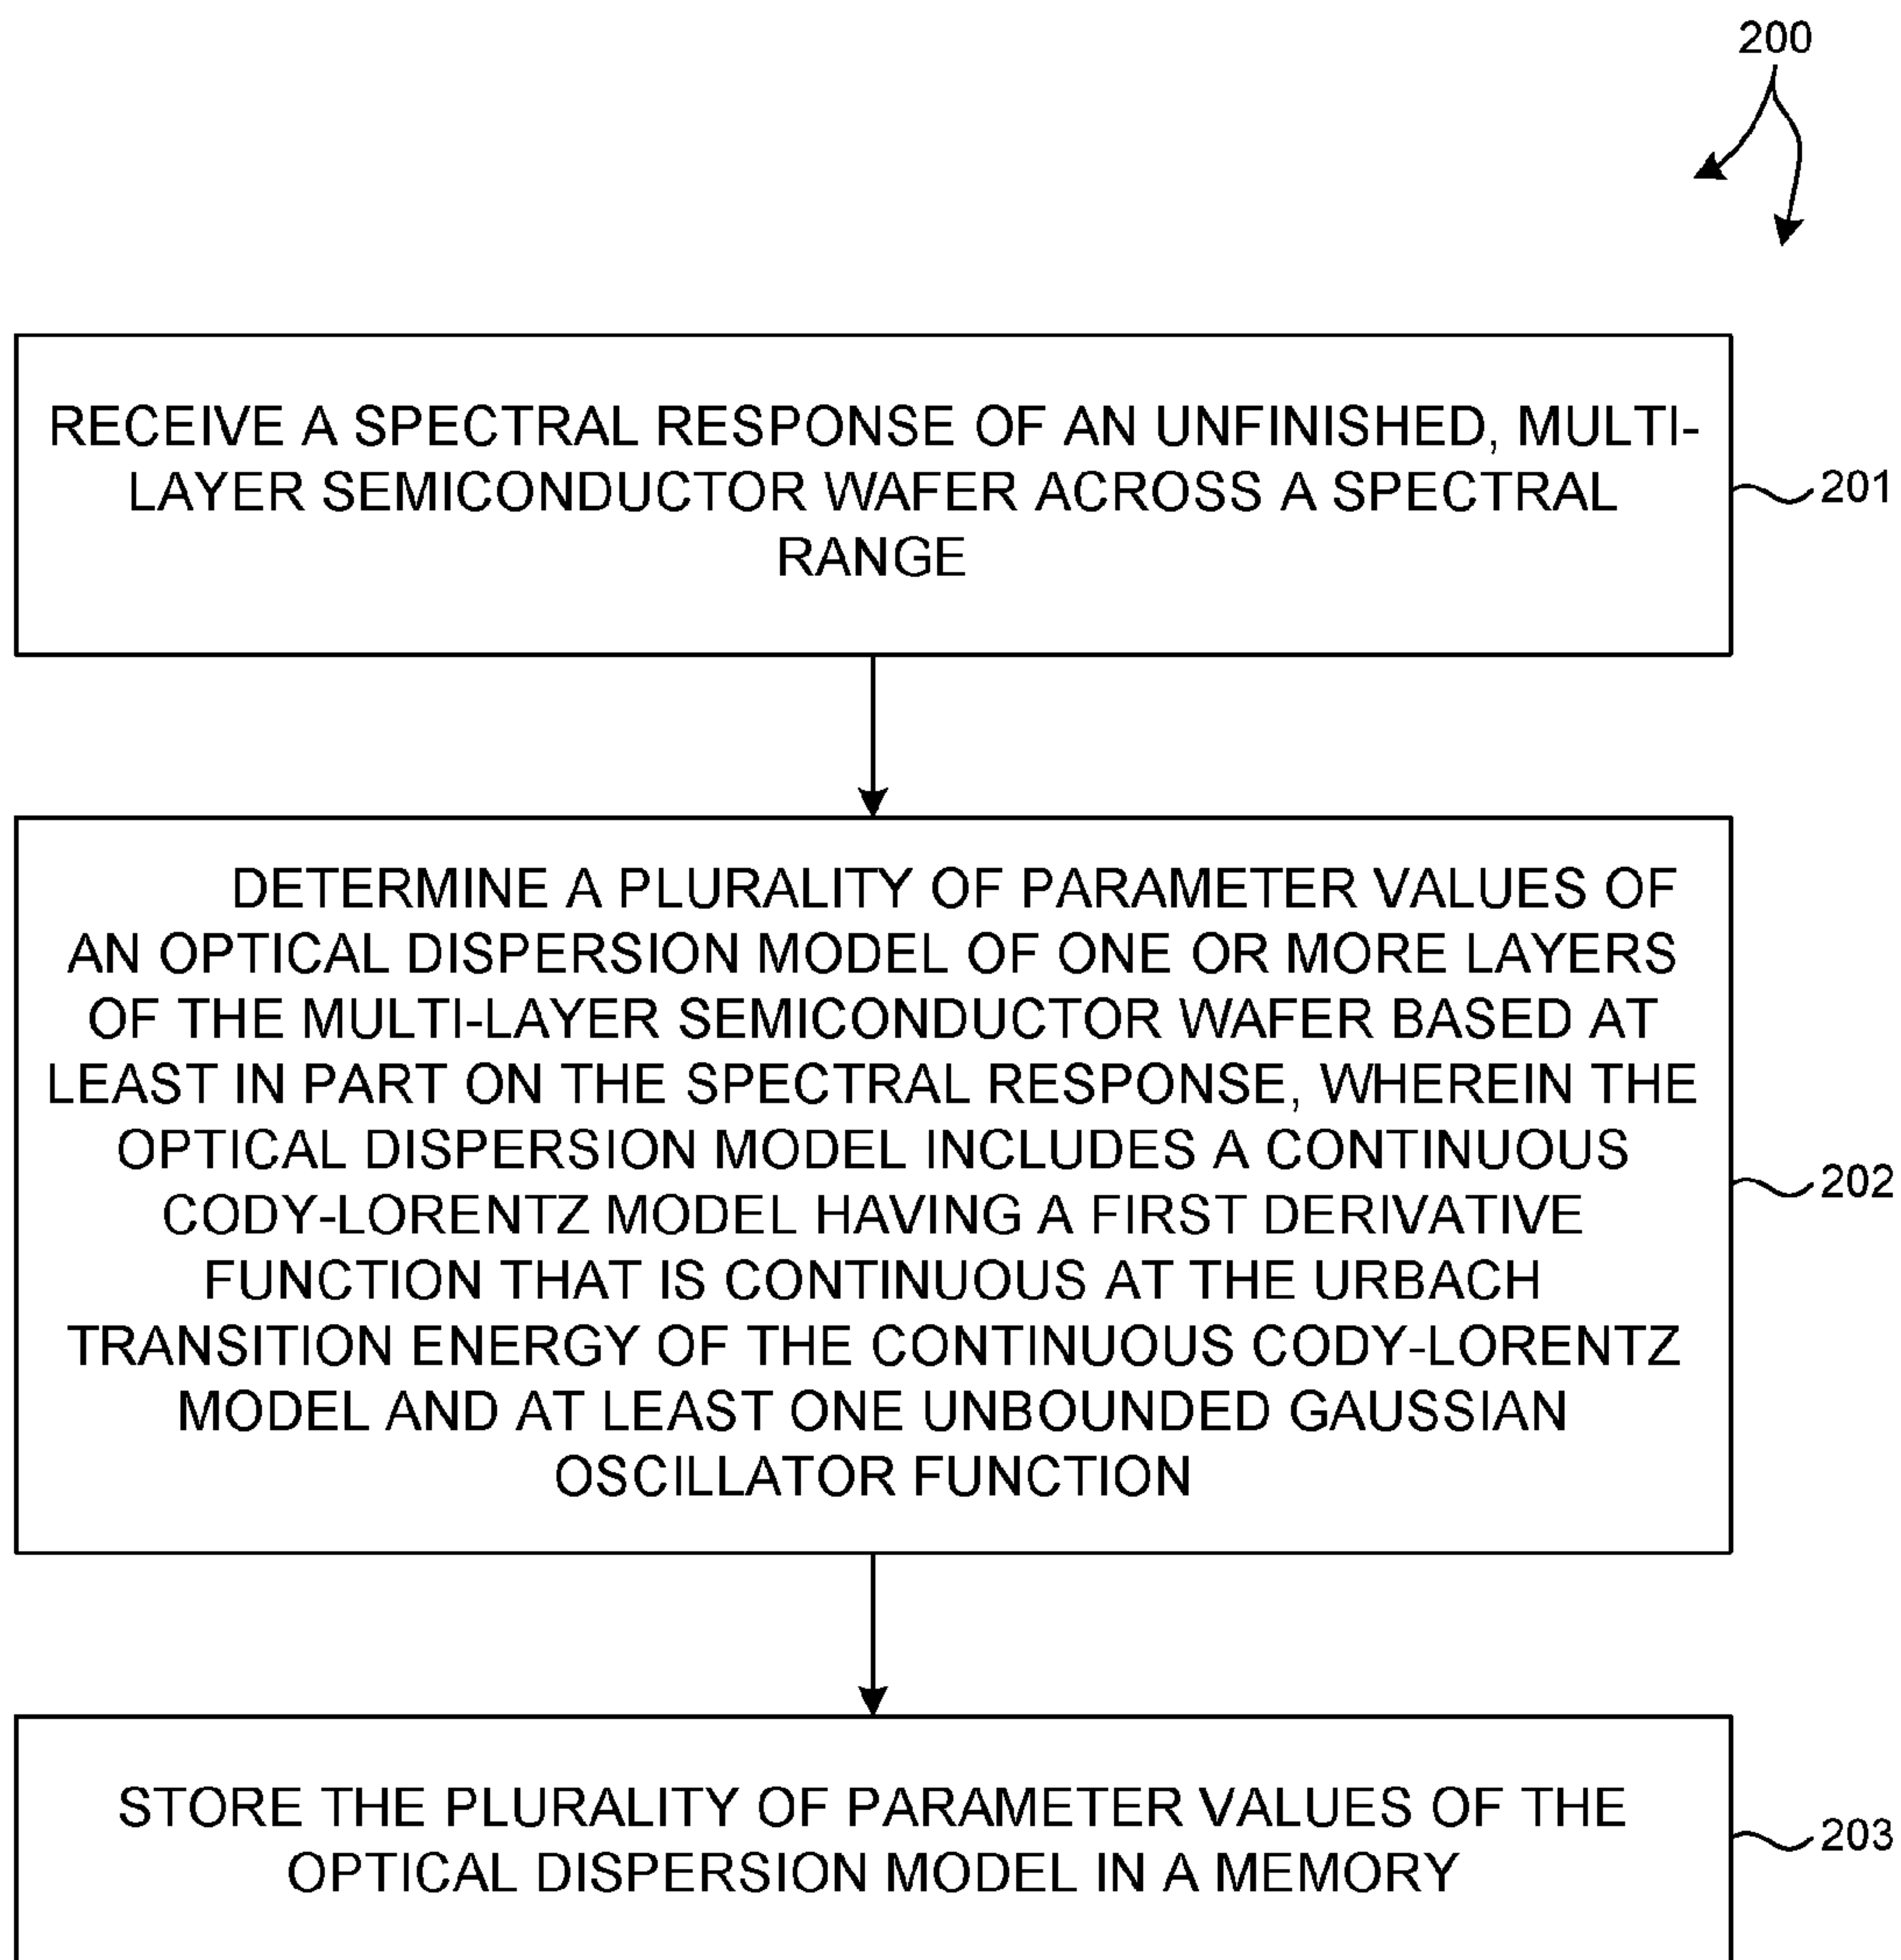 200
RECEIVE A SPECTRAL RESPONSE OF AN UNFINISHED, MULTI-
LAYER SEMICONDUCTOR WAFER ACROSS A SPECTRAL
RANGE
201
DETERMINE A PLURALITY OF PARAMETER VALUES OF
AN OPTICAL DISPERSION MODEL OF ONE OR MORE LAYERS
OF THE MULTI-LAYER SEMICONDUCTOR WAFER BASED AT
LEAST IN PART ON THE SPECTRAL RESPONSE, WHEREIN THE
OPTICAL DISPERSION MODEL INCLUDES A CONTINUOUS
CODY-LORENTZ MODEL HAVING A FIRST DERIVATIVE
FUNCTION THAT IS CONTINUOUS AT THE URBACH
TRANSITION ENERGY OF THE CONTINUOUS CODY-LORENTZ
MODEL AND AT LEAST ONE UNBOUNDED GAUSSIAN
OSCILLATOR FUNCTION
202
STORE THE PLURALITY OF PARAMETER VALUES OF THE
OPTICAL DISPERSION MODEL IN A MEMORY
203